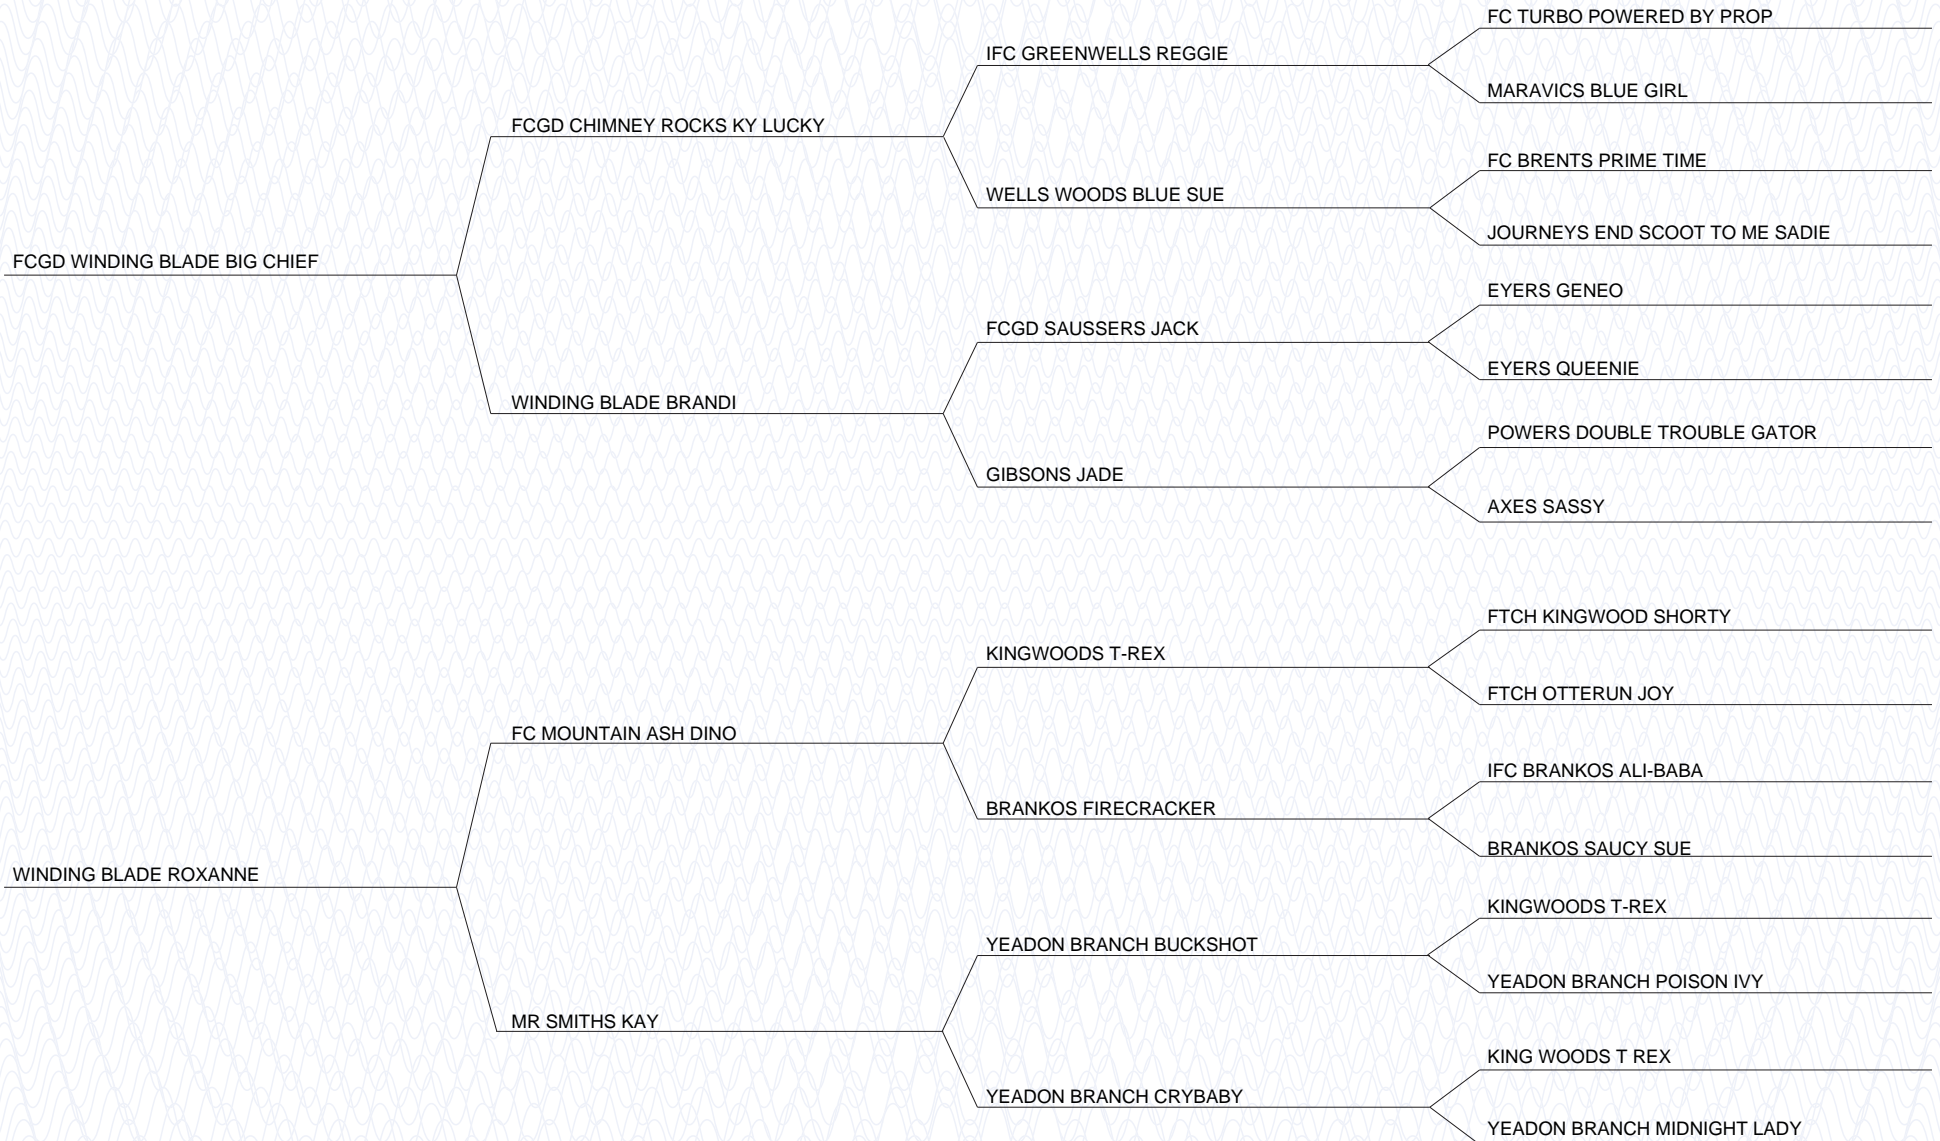 FC TURBO POWERED BY PROP
IFC GREENWELLS REGGIE
MARAVICS BLUE GIRL
FCGD CHIMNEY ROCKS KY LUCKY
FC BRENTS PRIME TIME
WELLS WOODS BLUE SUE
JOURNEYS END SCOOT TO ME SADIE
FCGD WINDING BLADE BIG CHIEF
EYERS GENEO
FCGD SAUSSERS JACK
EYERS QUEENIE
WINDING BLADE BRANDI
POWERS DOUBLE TROUBLE GATOR
GIBSONS JADE
AXES SASSY
FTCH KINGWOOD SHORTY
KINGWOODS T-REX
FTCH OTTERUN JOY
FC MOUNTAIN ASH DINO
IFC BRANKOS ALI-BABA
BRANKOS FIRECRACKER
BRANKOS SAUCY SUE
WINDING BLADE ROXANNE
KINGWOODS T-REX
YEADON BRANCH BUCKSHOT
YEADON BRANCH POISON IVY
MR SMITHS KAY
KING WOODS T REX
YEADON BRANCH CRYBABY
YEADON BRANCH MIDNIGHT LADY